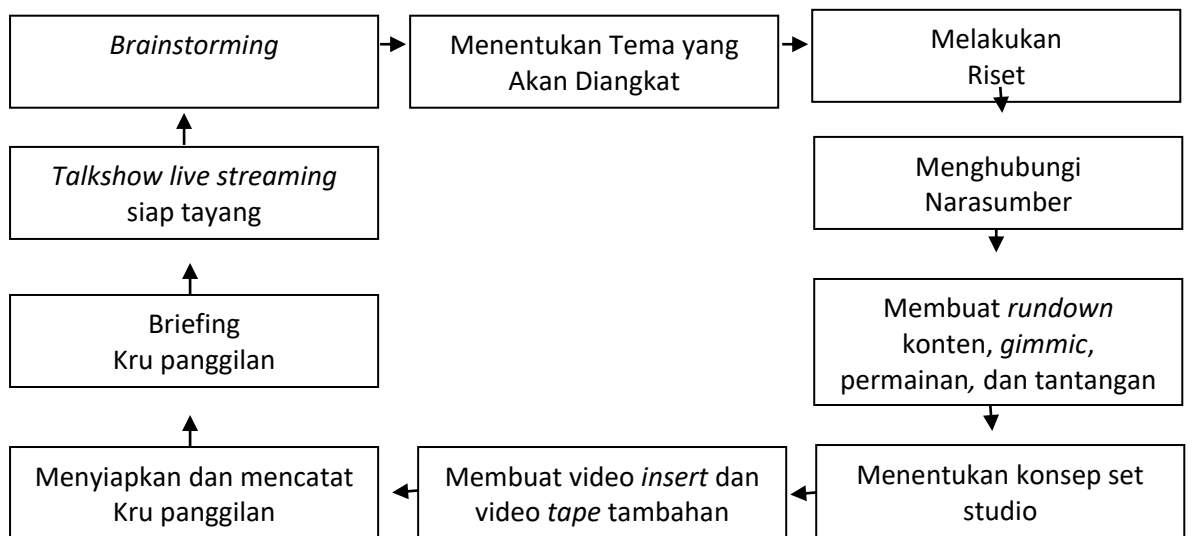 Brainstorming
Menentukan Tema yang
Akan Diangkat
Melakukan
Riset
Menghubungi
Narasumber
Membuat rundown
konten, gimmic,
permainan, dan tantangan
Menentukan konsep set
studio
Membuat video insert dan
video tape tambahan
Menyiapkan dan mencatat
Kru panggilan
Briefing
Kru panggilan
Talkshow live streaming
siap tayang